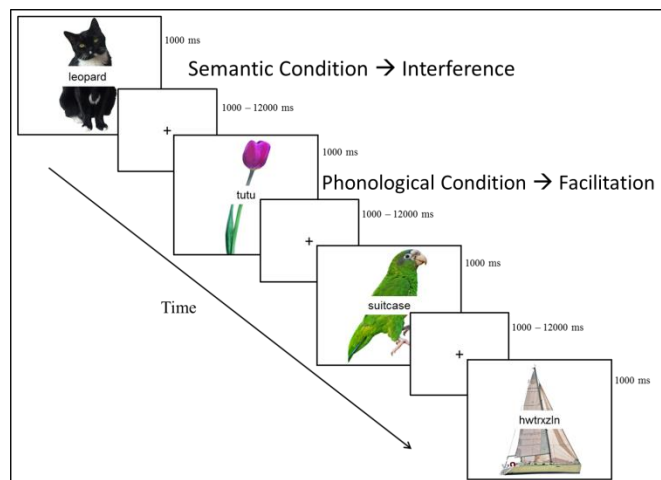 1000 ms
leopard
Semantic Condition → Interference
1000 – 12000 ms
+
1000 ms
tutu
Phonological Condition → Facilitation
1000 – 12000 ms
+
1000 ms
suitcase
Time
1000 – 12000 ms
+
1000 ms
hwtrxzln